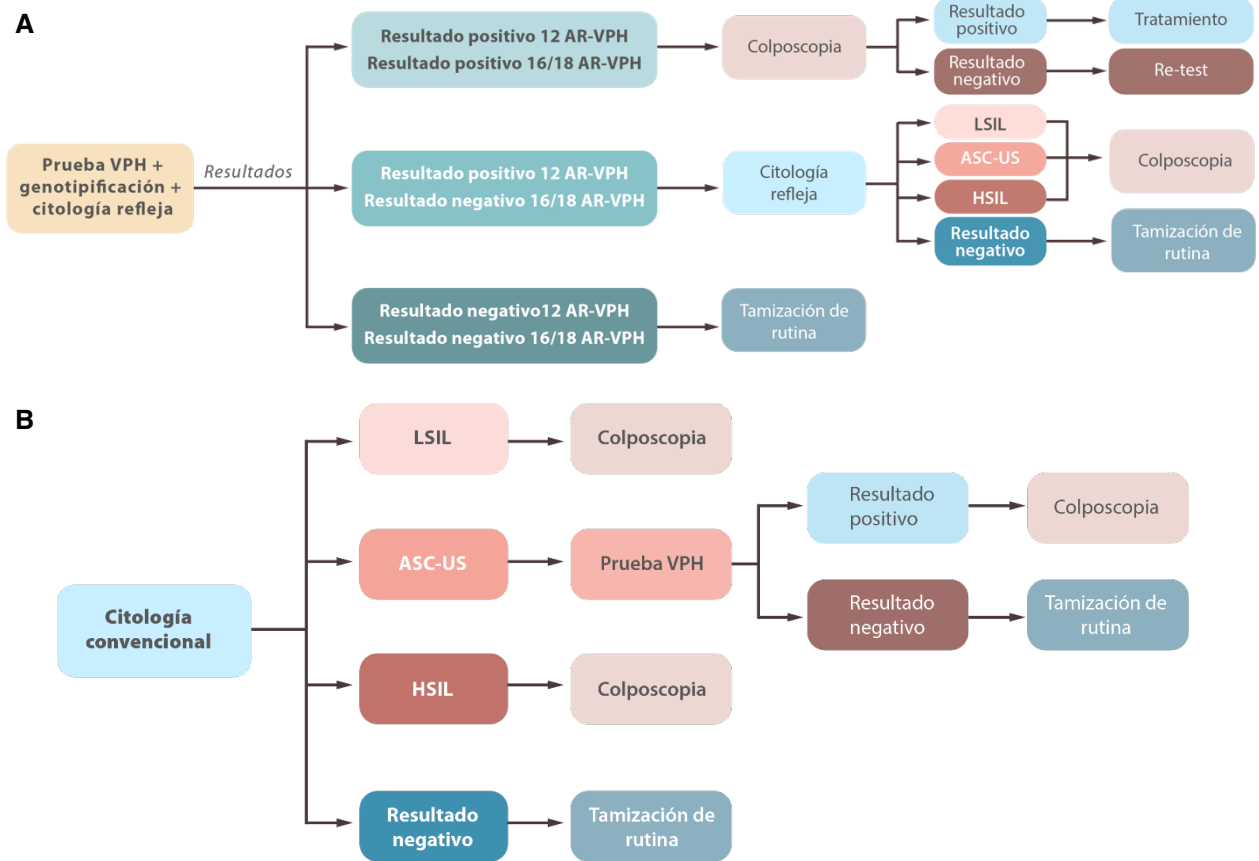 A
Prueba VPH +
genotipificación +
citología refleja
Resultados
Resultado positivo 12 AR-VPH
Resultado positivo 16/18 AR-VPH
Colposcopia
Resultado
positivo
Tratamiento
Resultado
negativo
Re-test
Resultado positivo 12 AR-VPH
Resultado negativo 16/18 AR-VPH
Citología
refleja
LSIL
ASC-US
HSIL
Colposcopia
Resultado
negativo
Tamización de
rutina
Resultado negativo12 AR-VPH
Resultado negativo 16/18 AR-VPH
Tamización de
rutina
B
Citología
convencional
LSIL
Colposcopia
ASC-US
Prueba VPH
Resultado
positivo
Colposcopia
Resultado
negativo
Tamización de
rutina
HSIL
Colposcopia
Resultado
negativo
Tamización de
rutina